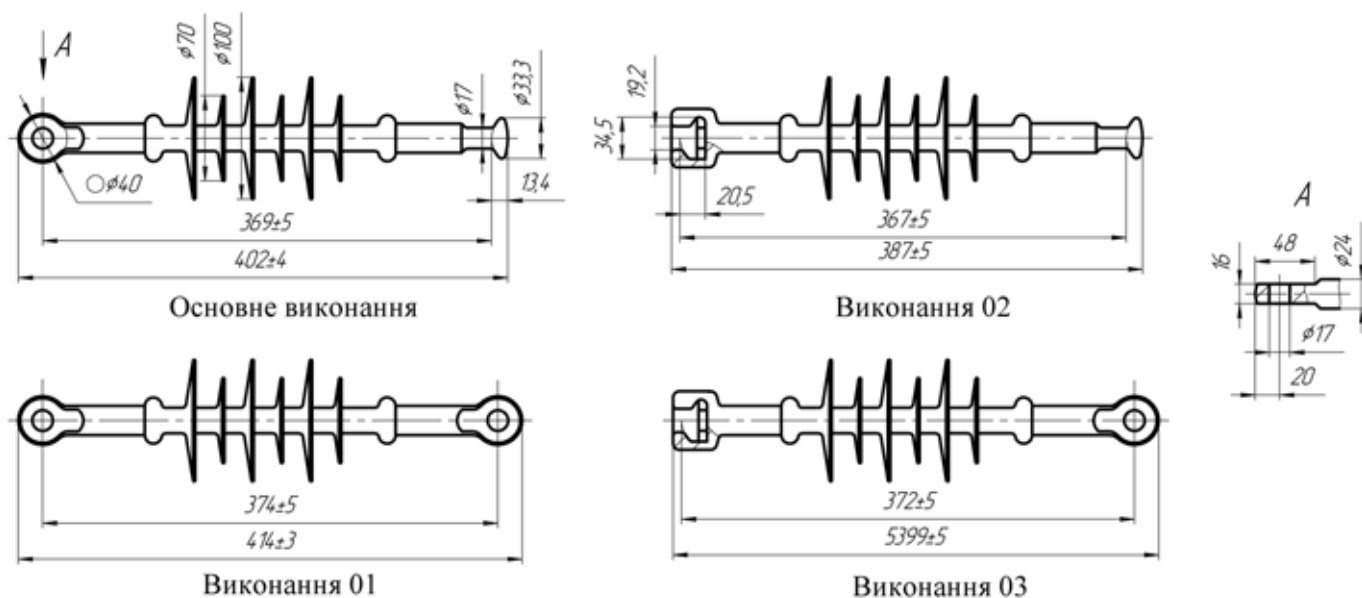 A
ø70
ø100
ø17
ø33,3
○ø40
13,4
369±5
402±4
Основне виконання
34,5
19,2
20,5
367±5
387±5
Виконання 02
A
16
48
ø24
ø17
20
374±5
414±3
Виконання 01
372±5
5399±5
Виконання 03